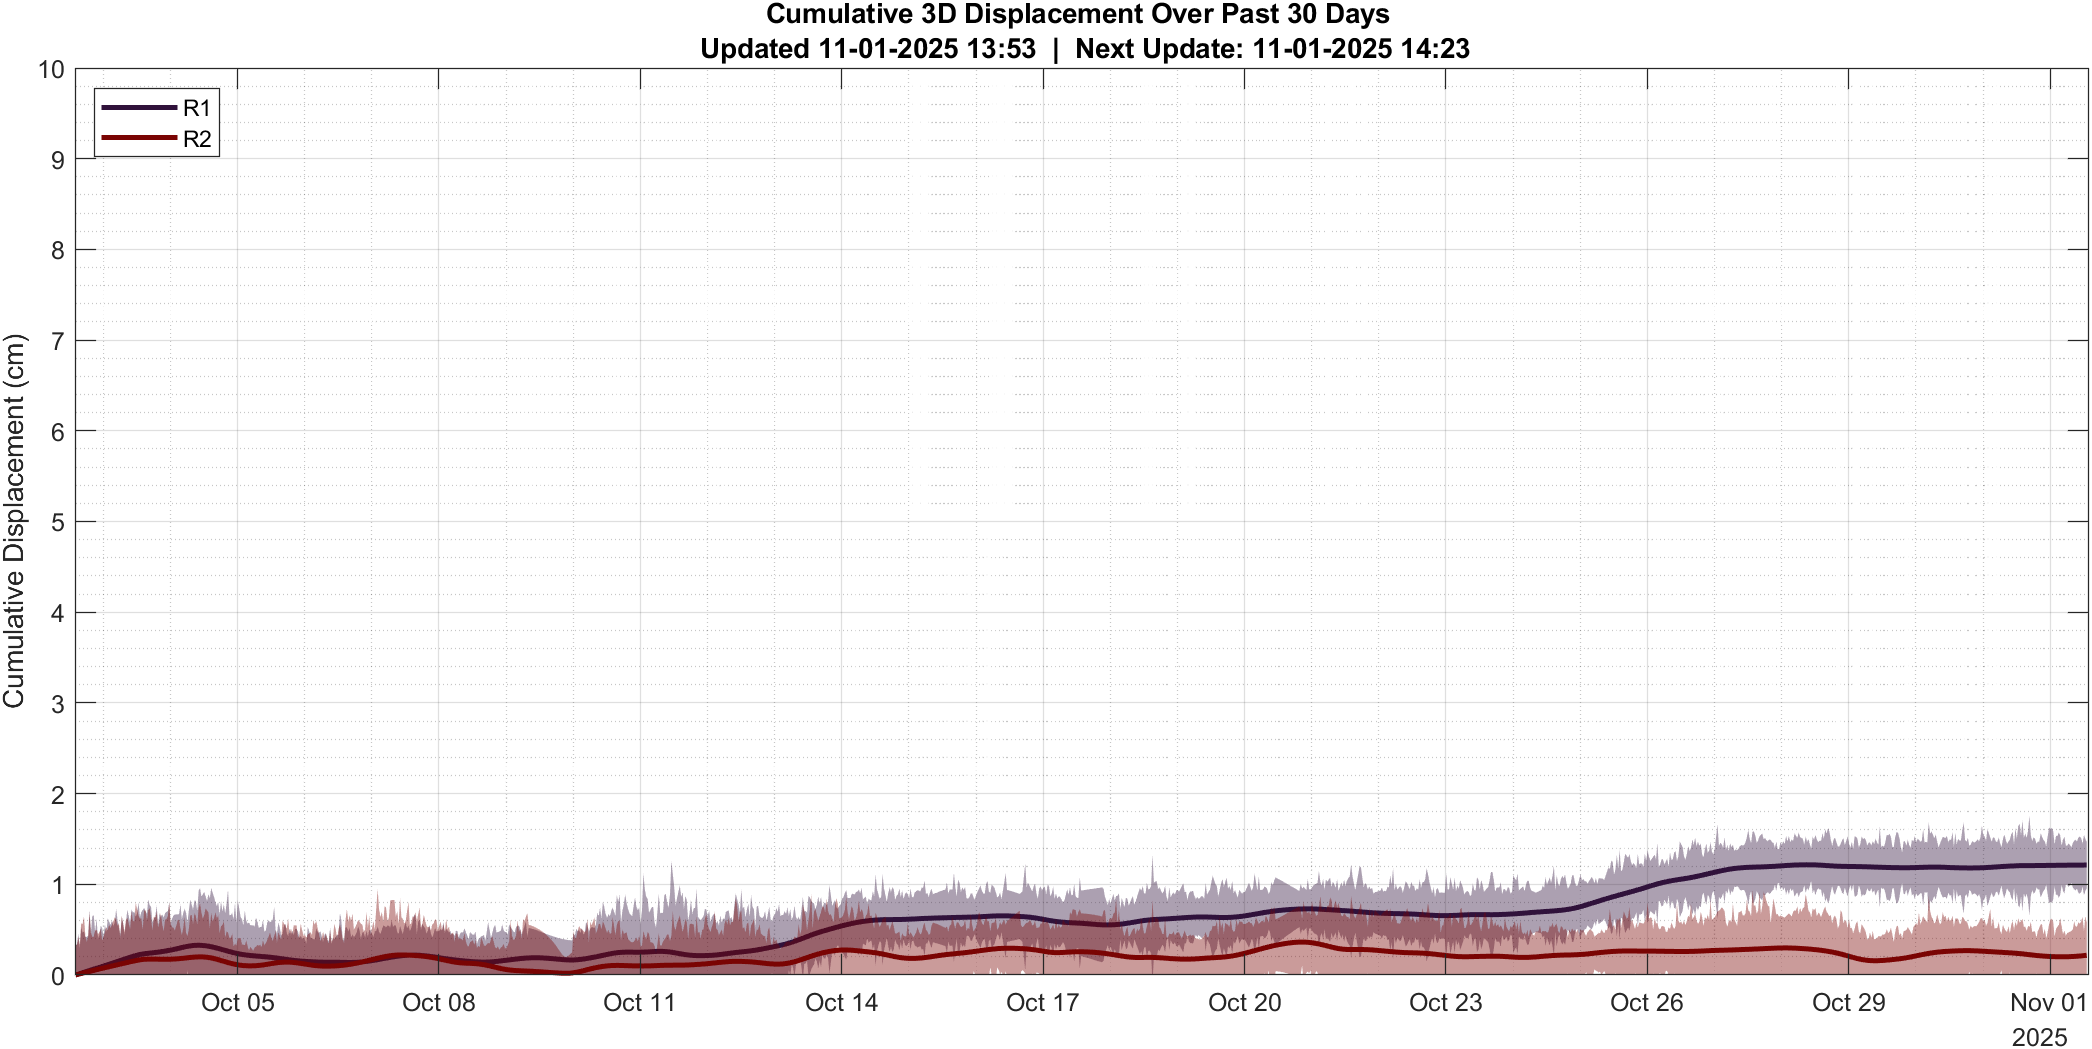 Cumulative 3D Displacement Over Past 30 Days
Updated 11-01-2025 13:53 | Next Update: 11-01-2025 14:23
R1
R2
Cumulative Displacement (cm)
10
9
8
7
6
5
4
3
2
1
0
Oct 05
Oct 08
Oct 11
Oct 14
Oct 17
Oct 20
Oct 23
Oct 26
Oct 29
Nov 01
2025